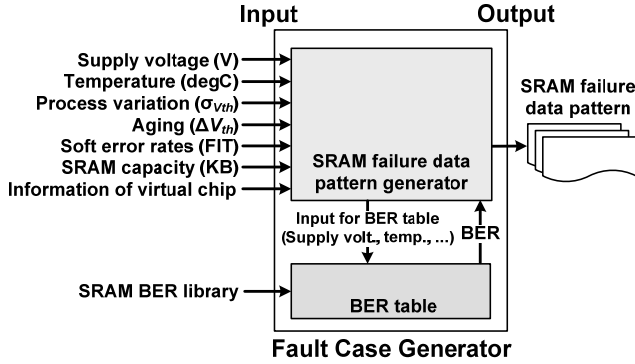 Input
Output
Supply voltage (V)
Temperature (degC)
Process variation (σVth)
Aging (ΔVth)
Soft error rates (FIT)
SRAM capacity (KB)
Information of virtual chip
SRAM failure data
pattern generator
SRAM failure
data pattern
Input for BER table
(Supply volt., temp., ...)
BER
SRAM BER library
BER table
Fault Case Generator